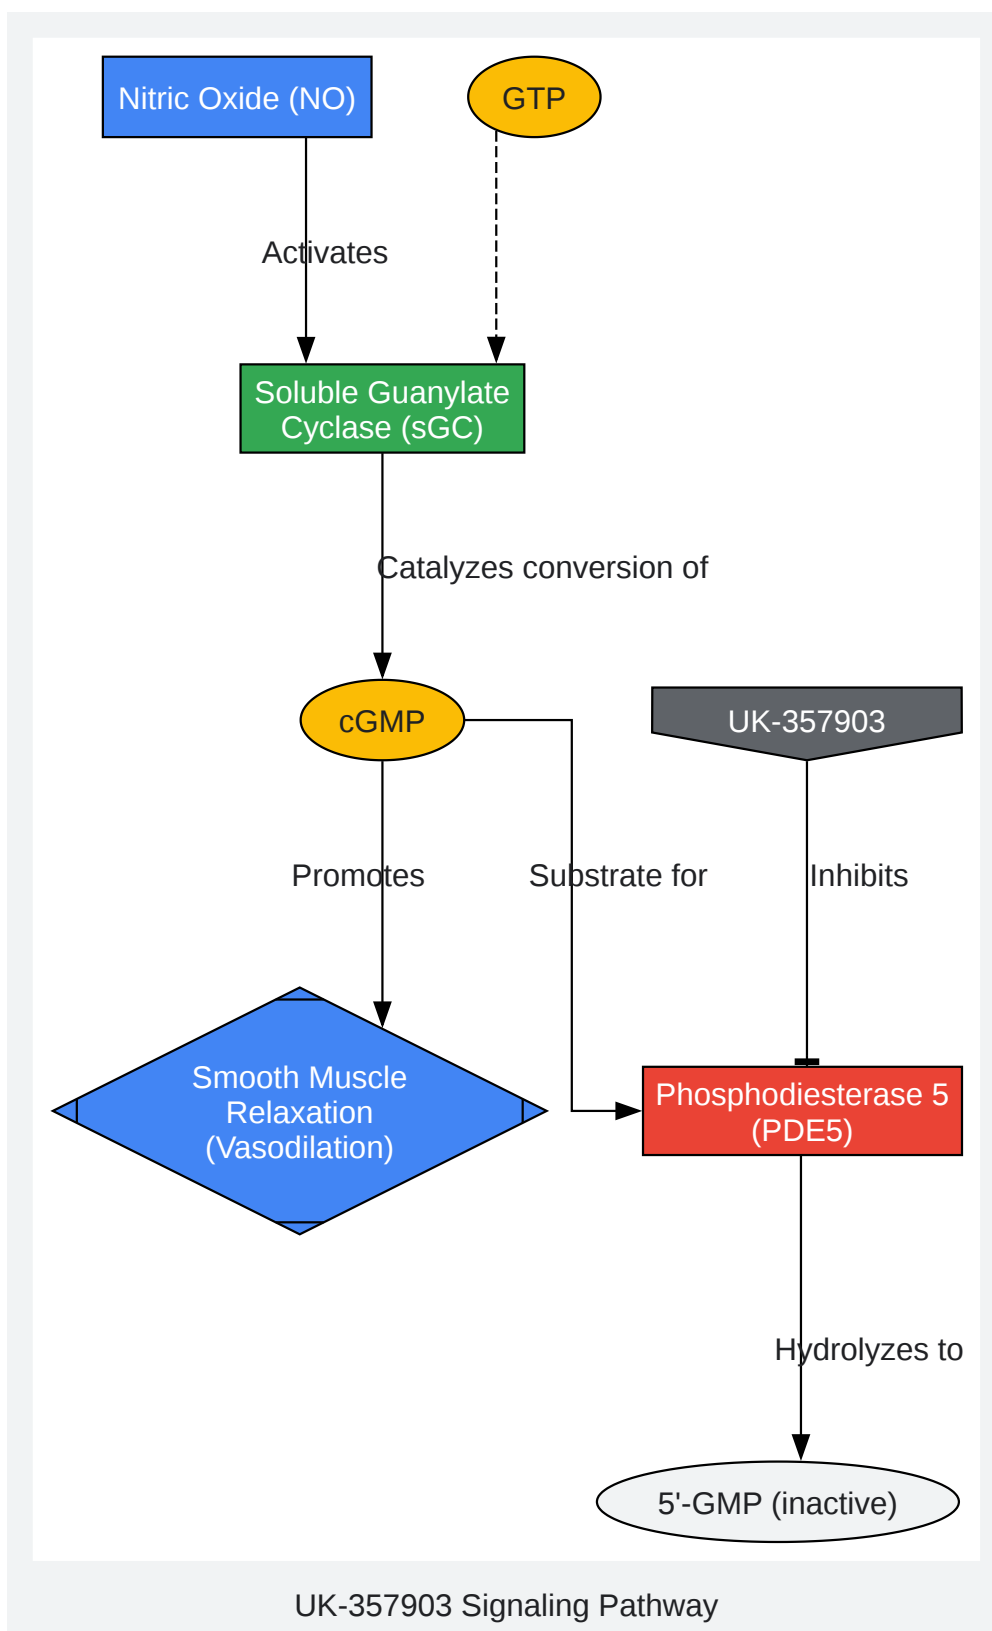 Nitric Oxide (NO)
GTP
Activates
Soluble Guanylate
Cyclase (sGC)
Catalyzes conversion of
cGMP
UK-357903
Promotes
Substrate for
Inhibits
Smooth Muscle
Relaxation
(Vasodilation)
Phosphodiesterase 5
(PDE5)
Hydrolyzes to
5'-GMP (inactive)
UK-357903 Signaling Pathway